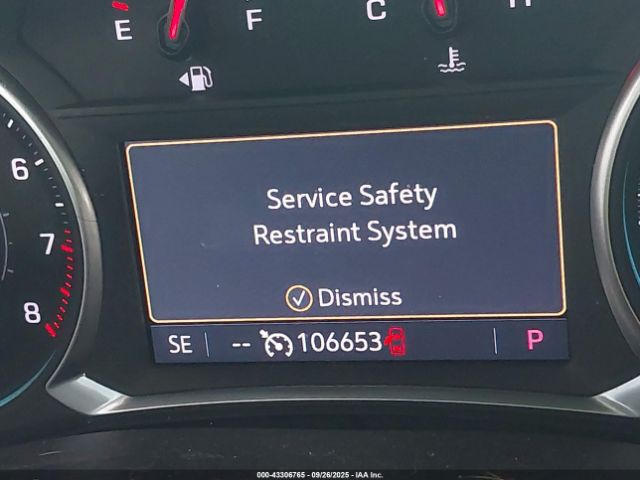 E F C H
6
7
8
Service Safety
Restraint System
Dismiss
SE -- 106653 P
000-43306765 - 09/26/2025 - IAA Inc.